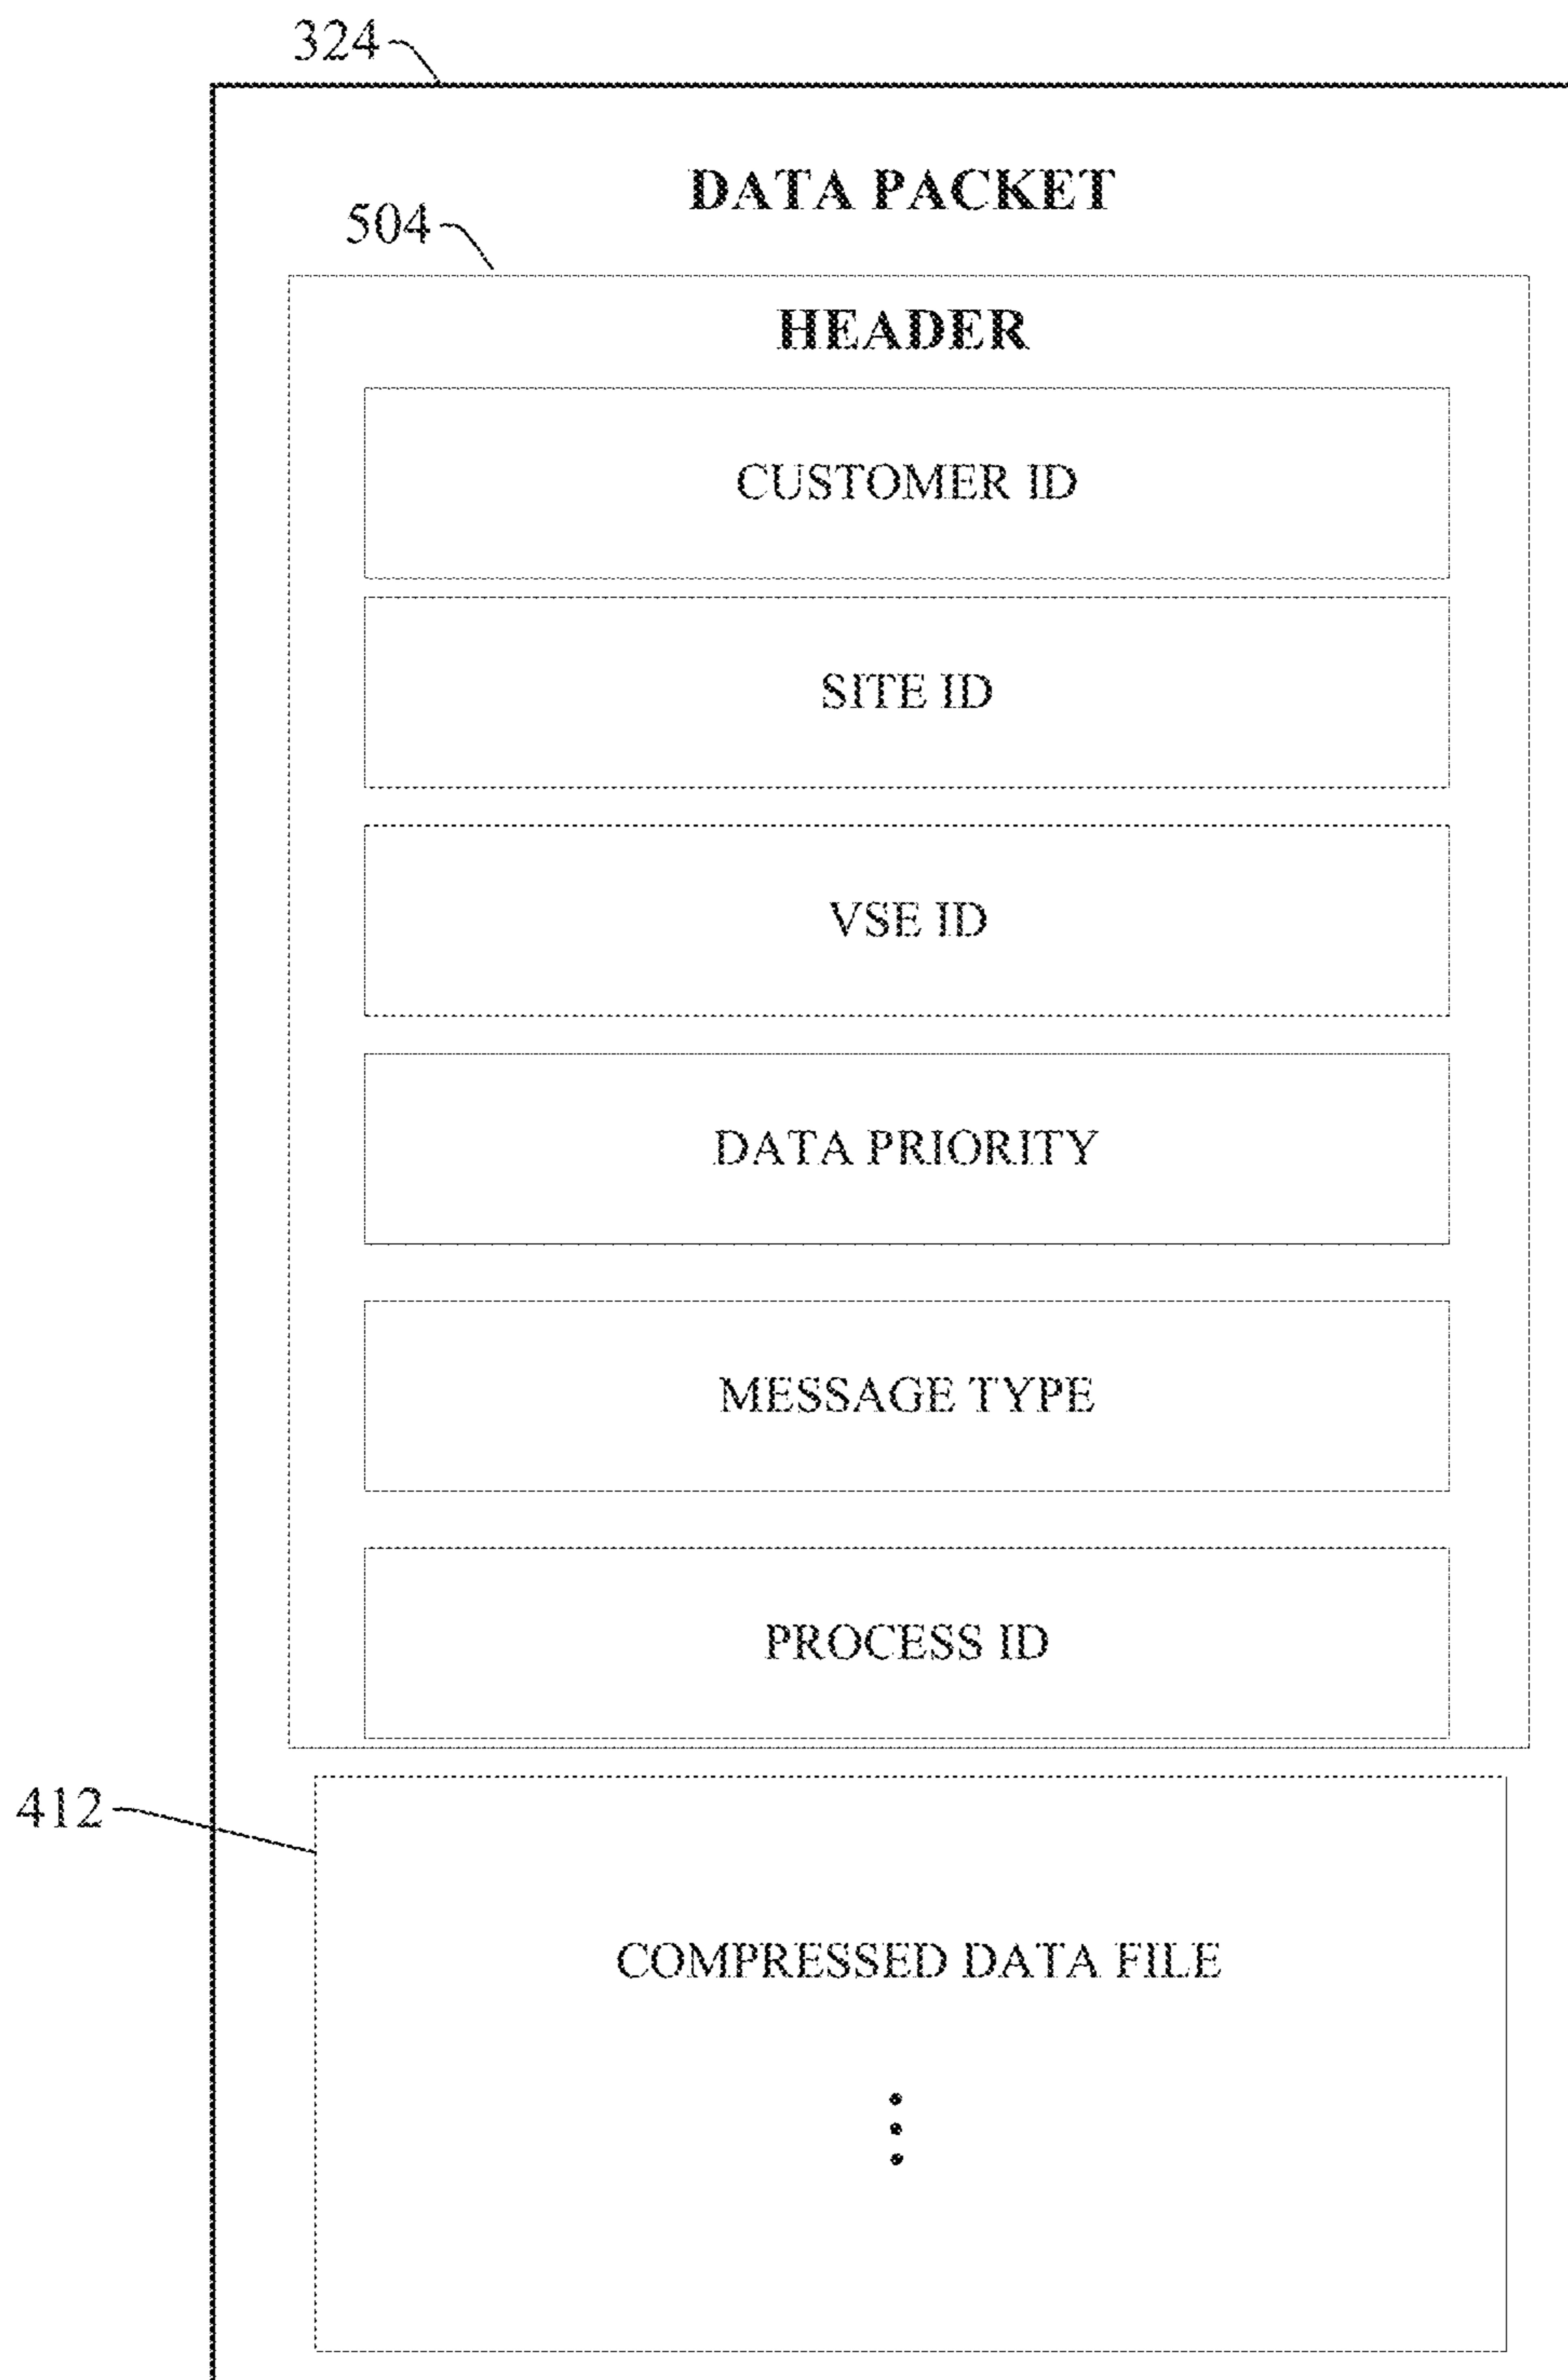 324
DATA PACKET
504
HEADER
CUSTOMER ID
SITE ID
VSE ID
DATA PRIORITY
MESSAGE TYPE
PROCESS ID
412
COMPRESSED DATA FILE